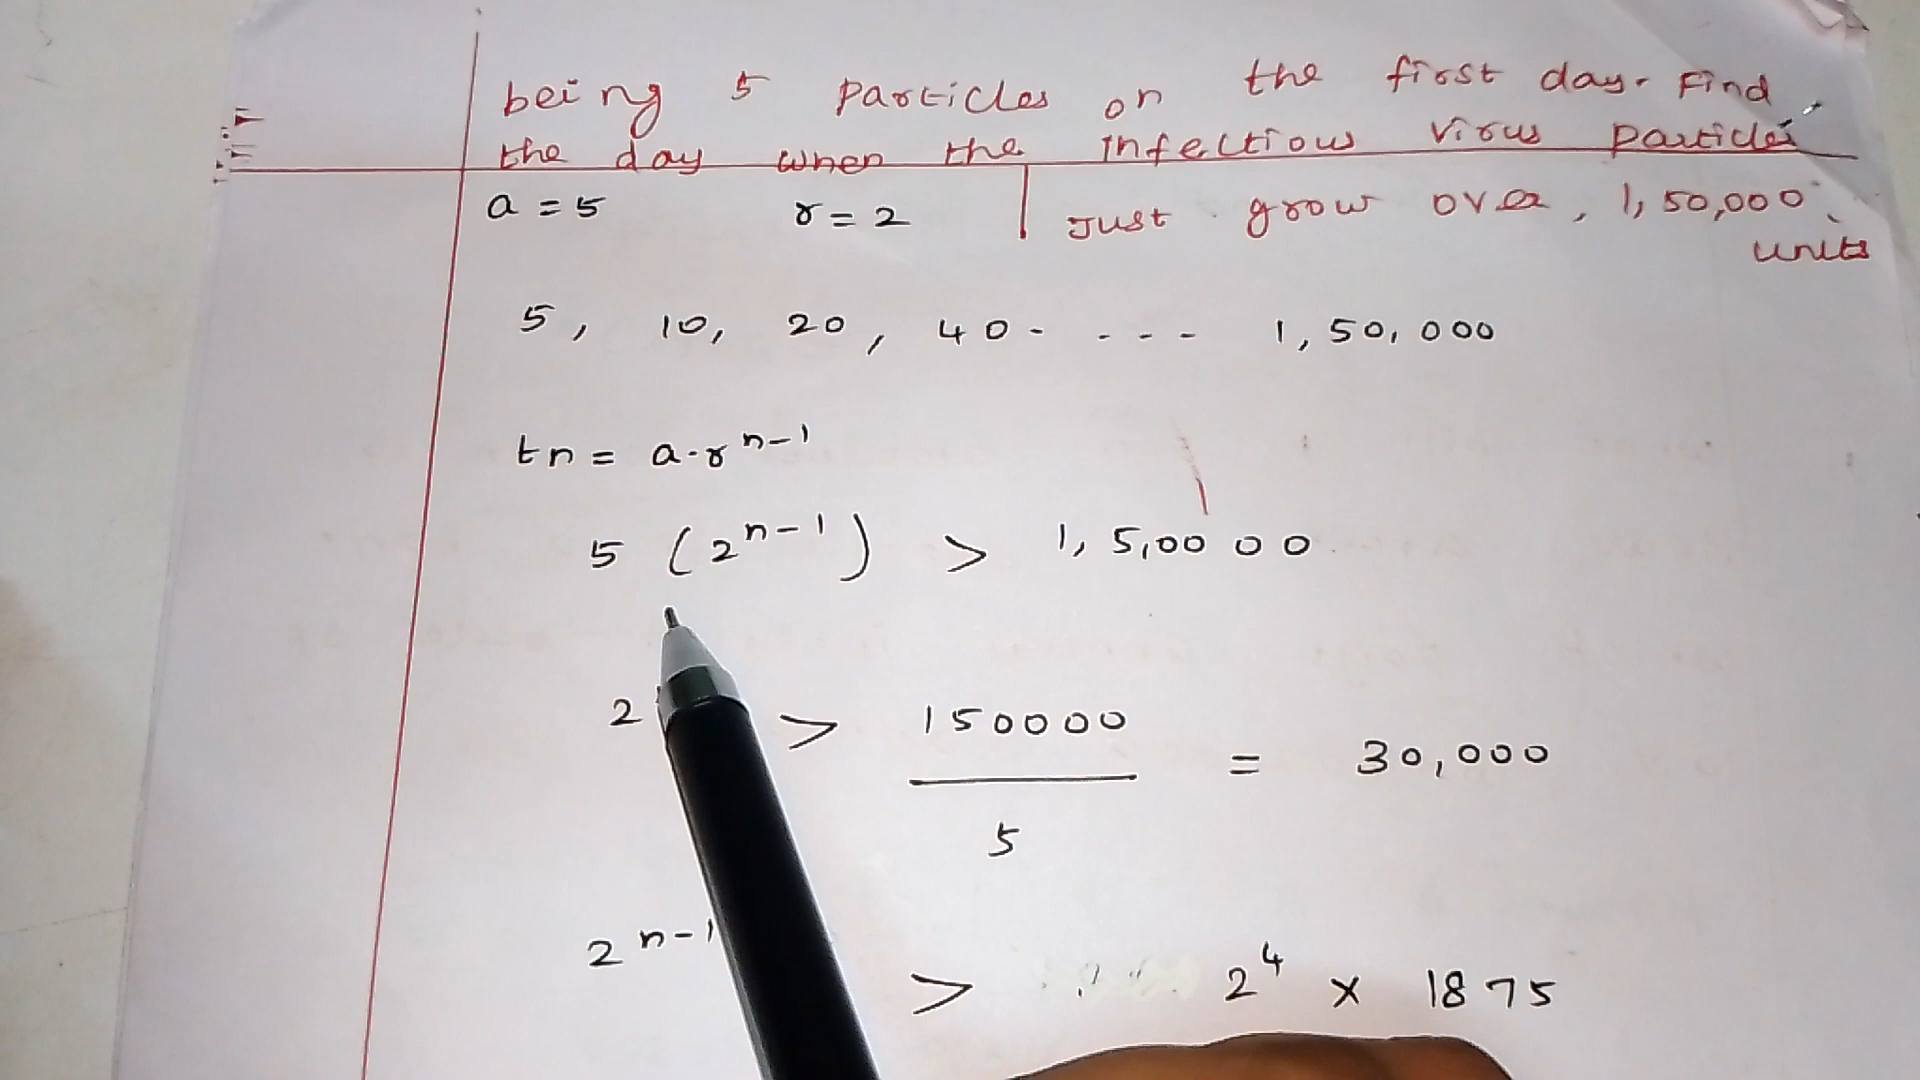 being 5 particles on the first day. Find
the day when the infectious virus particles
a = 5 r = 2 Just grow over, 1,50,000
units
5, 10, 20, 40 - - - - 1,50,000
tn = a.r^n-1
5 (2^n-1) > 1,5,00 00
2 > 150000 / 5 = 30,000
2^n-1 > 2^4 x 1875